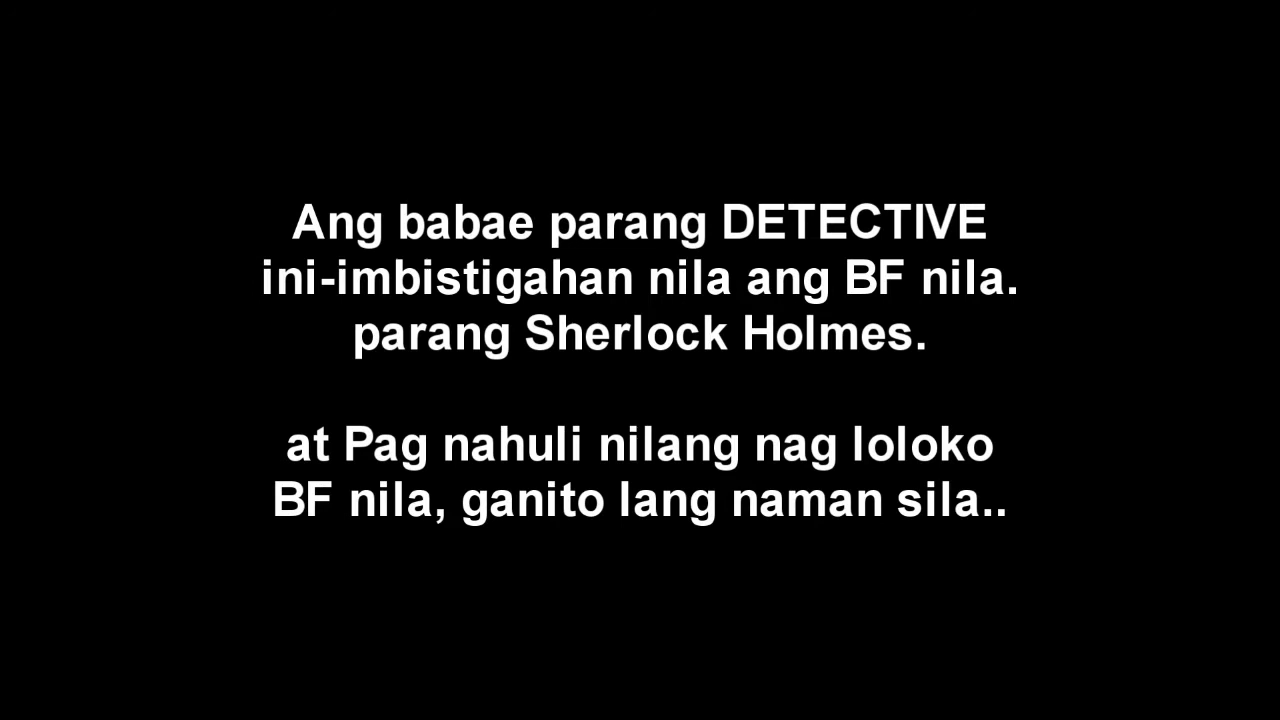 Ang babae parang DETECTIVE
ini-imbistigahan nila ang BF nila.
parang Sherlock Holmes.
at Pag nahuli nilang nag loloko
BF nila, ganito lang naman sila..